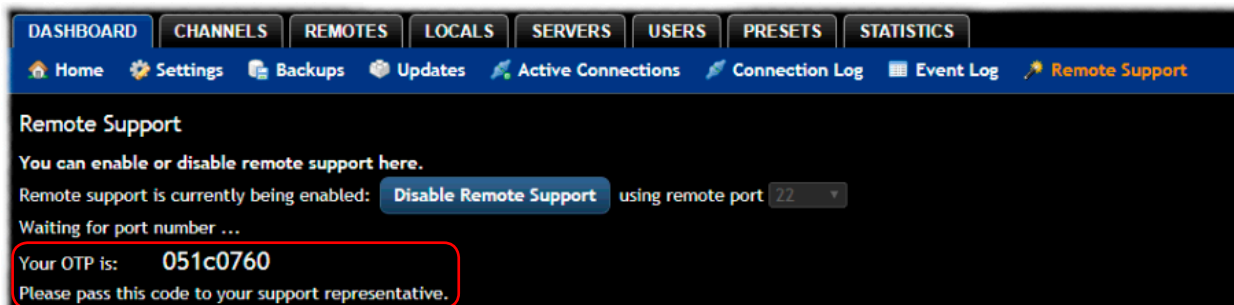 DASHBOARD CHANNELS REMOTES LOCALS SERVERS USERS PRESETS STATISTICS
Home Settings Backups Updates Active Connections Connection Log Event Log Remote Support
Remote Support
You can enable or disable remote support here.
Remote support is currently being enabled: Disable Remote Support using remote port 22
Waiting for port number ...
Your OTP is: 051c0760
Please pass this code to your support representative.